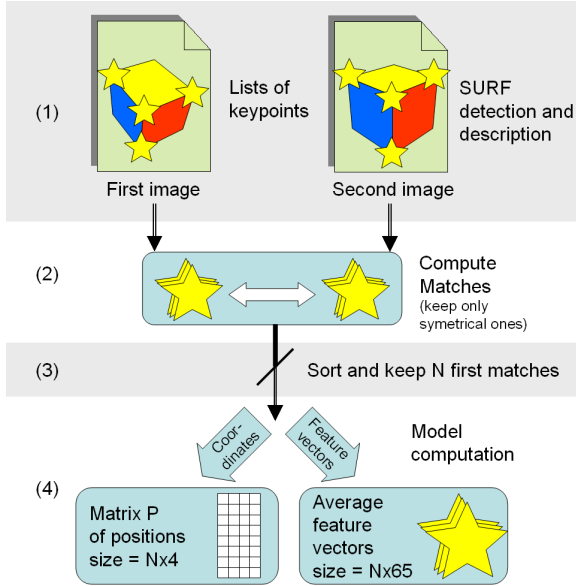 (1)
Lists of
keypoints
SURF
detection and
description
First image
Second image
(2)
Compute
Matches
(keep only
symetrical ones)
(3)
Sort and keep N first matches
Coor-
dinates
Feature
vectors
Model
computation
(4)
Matrix P
of positions
size = Nx4
Average
feature
vectors
size = Nx65